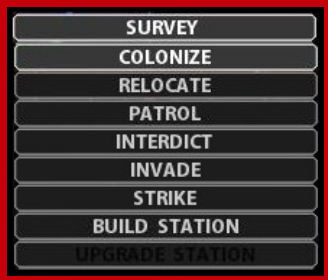 SURVEY
COLONIZE
RELOCATE
PATROL
INTERDICT
INVADE
STRIKE
BUILD STATION
UPGRADE STATION